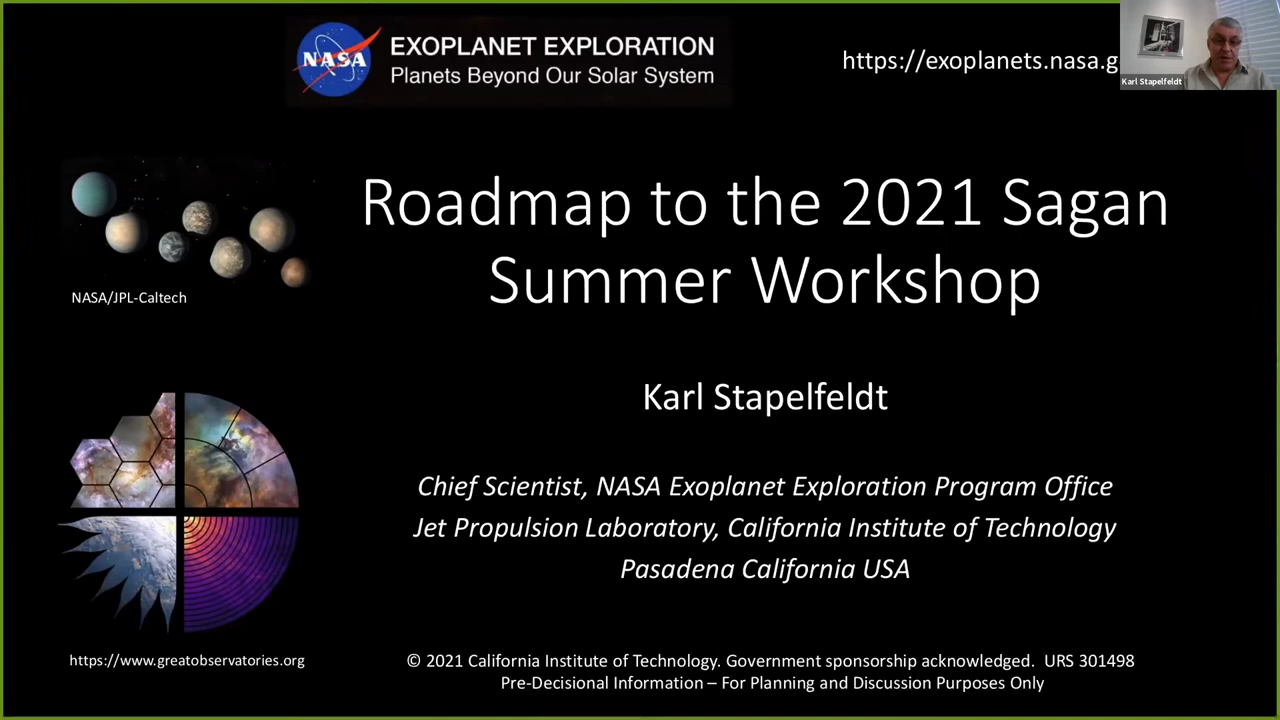 NASA
EXOPLANET EXPLORATION
Planets Beyond Our Solar System
https://exoplanets.nasa.g
Karl Stapelfeldt
Roadmap to the 2021 Sagan
Summer Workshop
NASA/JPL-Caltech
Karl Stapelfeldt
Chief Scientist, NASA Exoplanet Exploration Program Office
Jet Propulsion Laboratory, California Institute of Technology
Pasadena California USA
https://www.greatobservatories.org
© 2021 California Institute of Technology. Government sponsorship acknowledged. URS 301498
Pre-Decisional Information – For Planning and Discussion Purposes Only